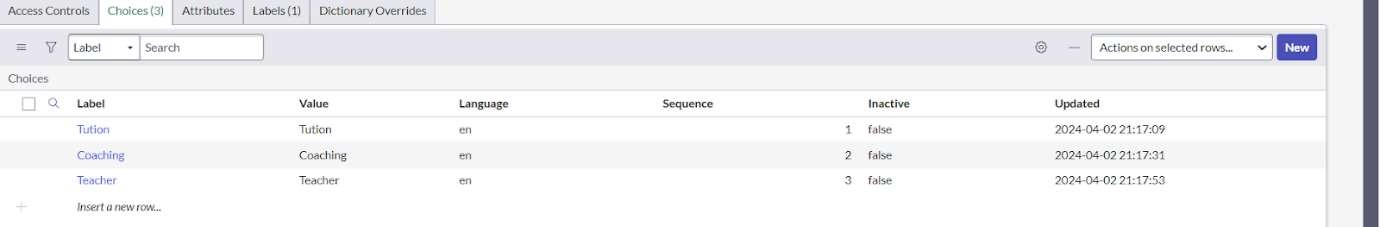 Access Controls Choices (3) Attributes Labels (1) Dictionary Overrides
Label Search Actions on selected rows... New
Choices
Label Value Language Sequence Inactive Updated
Tution Tution en 1 false 2024-04-02 21:17:09
Coaching Coaching en 2 false 2024-04-02 21:17:31
Teacher Teacher en 3 false 2024-04-02 21:17:53
Insert a new row...